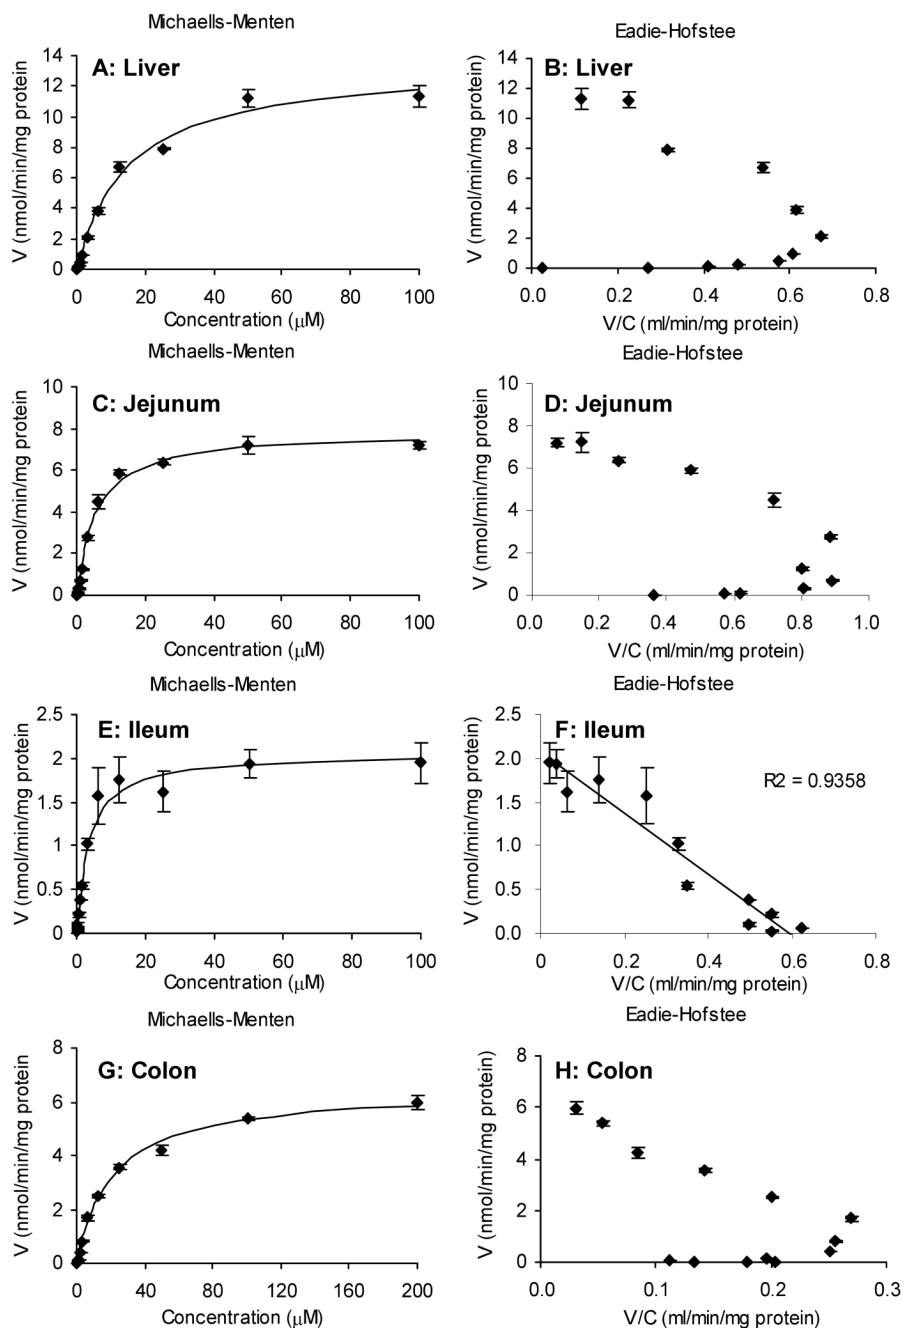 Michaells-Menten
A: Liver
V (nmol/min/mg protein
14
12
10
8
6
4
2
0
0 20 40 60 80 100
Concentration (μM)
Eadie-Hofstee
B: Liver
V (nmol/min/mg protein)
14
12
10
8
6
4
2
0
0.0 0.2 0.4 0.6 0.8
V/C (ml/min/mg protein)
Michaells-Menten
C: Jejunum
V (nmol/min/mg protein
10
8
6
4
2
0
0 20 40 60 80 100
Concentration (μM)
Eadie-Hofstee
D: Jejunum
V (nmol/min/mg protein)
10
8
6
4
2
0
0.0 0.2 0.4 0.6 0.8 1.0
V/C (ml/min/mg protein)
Michaells-Menten
E: Ileum
V (nmol/min/mg protein
2.5
2.0
1.5
1
0.5
0
0 20 40 60 80 100
Concentration (μM)
Eadie-Hofstee
F: Ileum
R2 = 0.9358
V (nmol/min/mg protein)
2.5
2.0
1.5
1.0
0.5
0.0
0 0.2 0.4 0.6 0.8
V/C (ml/min/mg protein)
Michaells-Menten
G: Colon
V (nmol/min/mg protein
8
6
4
2
0
0 40 80 120 160 200
Concentration (μM)
Eadie-Hofstee
H: Colon
V (nmol/min/mg protein)
8
6
4
2
0
0.0 0.1 0.2 0.3
V/C (ml/min/mg protein)